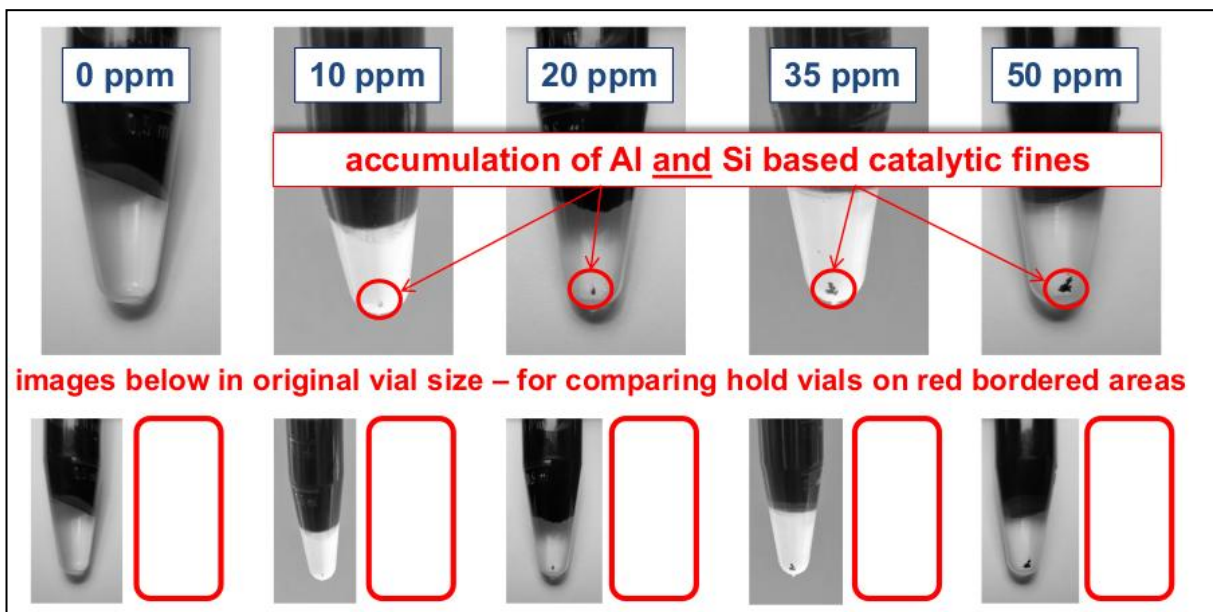 0 ppm
10 ppm
20 ppm
35 ppm
50 ppm
accumulation of Al and Si based catalytic fines
images below in original vial size – for comparing hold vials on red bordered areas